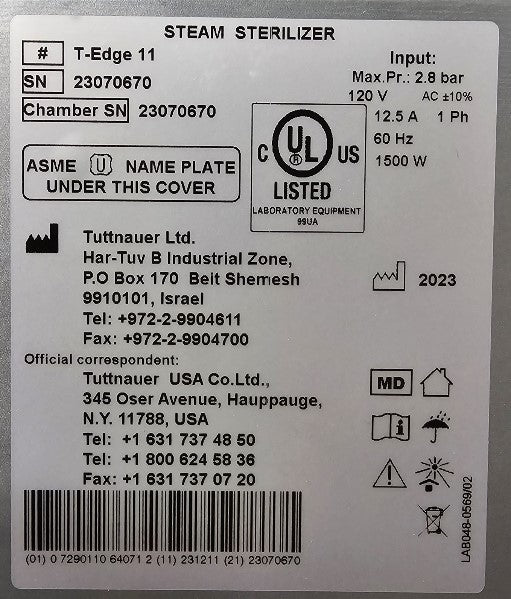 STEAM STERILIZER
# T-Edge 11
SN 23070670
Chamber SN 23070670
Input:
Max.Pr.: 2.8 bar
120 V AC ±10%
12.5 A 1 Ph
60 Hz
1500 W
ASME U NAME PLATE
UNDER THIS COVER
C UL ® US
LISTED
LABORATORY EQUIPMENT
99UA
Tuttnauer Ltd.
Har-Tuv B Industrial Zone,
P.O Box 170 Beit Shemesh
9910101, Israel
Tel: +972-2-9904611
Fax: +972-2-9904700
2023
Official correspondent:
Tuttnauer USA Co.Ltd.,
345 Oser Avenue, Hauppauge,
N.Y. 11788, USA
Tel: +1 631 737 48 50
Tel: +1 800 624 58 36
Fax: +1 631 737 07 20
MD
i
(01) 0 7290110 64071 2 (11) 231211 (21) 23070670
LAB048-0569/02